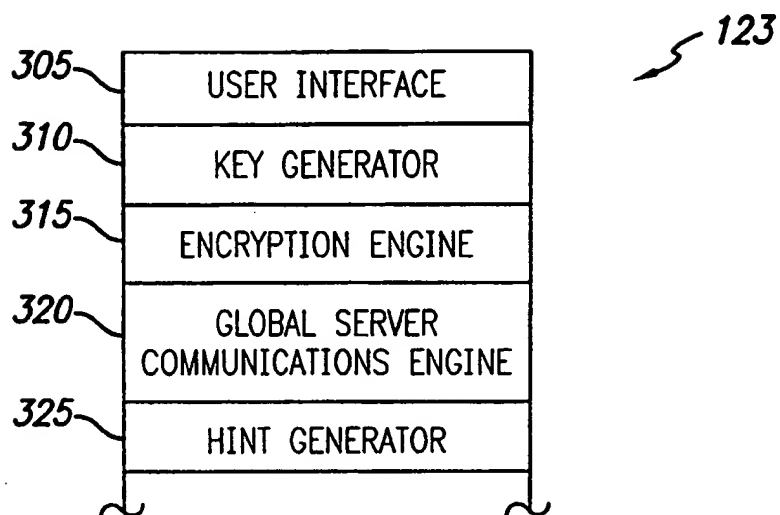 123
305 USER INTERFACE
310 KEY GENERATOR
315 ENCRYPTION ENGINE
320 GLOBAL SERVER
COMMUNICATIONS ENGINE
325 HINT GENERATOR